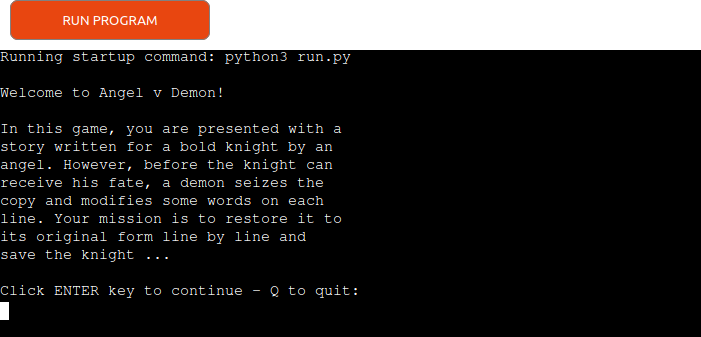 RUN PROGRAM
Running startup command: python3 run.py
Welcome to Angel v Demon!
In this game, you are presented with a
story written for a bold knight by an
angel. However, before the knight can
receive his fate, a demon seizes the
copy and modifies some words on each
line. Your mission is to restore it to
its original form line by line and
save the knight ...
Click ENTER key to continue - Q to quit: